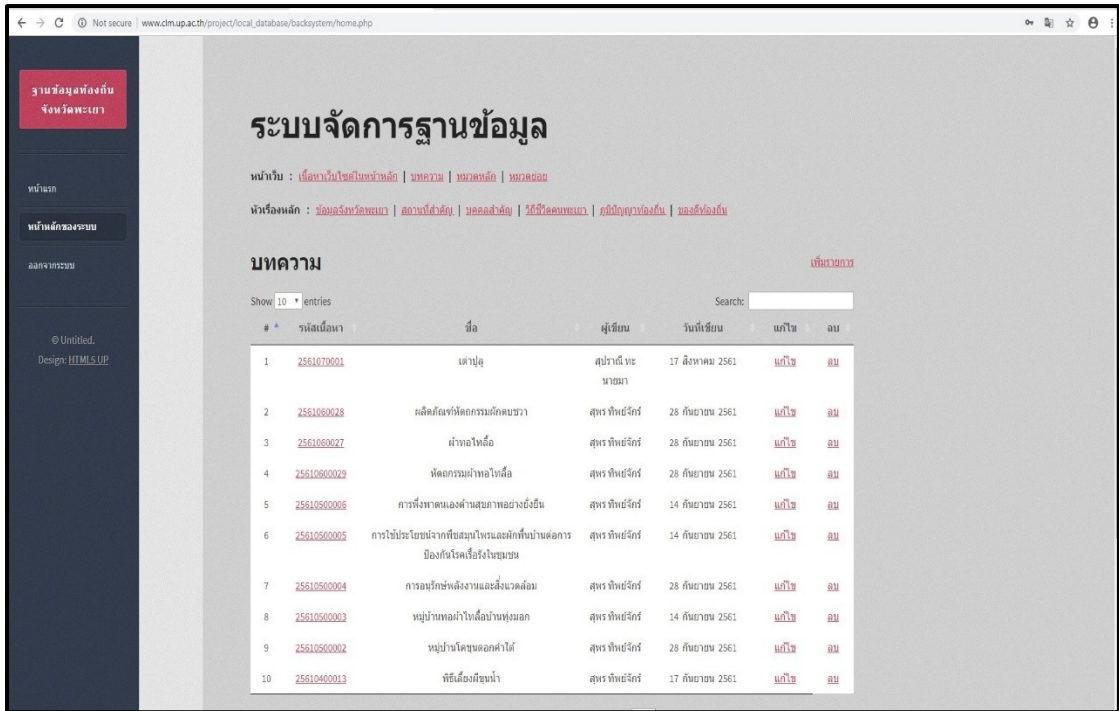 Not secure | www.clm.up.ac.th/project/local_database/backsystem/home.php
ฐานข้อมูลท้องถิ่น
จังหวัดพะเยา
หน้าแรก
หน้าหลักของระบบ
ออกจากระบบ
© Untitled.
Design: HTML5 UP
ระบบจัดการฐานข้อมูล
หน้าเว็บ : เนื้อหาเว็บไซต์ในหน้าหลัก | บทความ | หมวดหลัก | หมวดย่อย
หัวเรื่องหลัก : ข้อมูลจังหวัดพะเยา | สถานที่สำคัญ | บุคคลสำคัญ | วิถีชีวิตคนพะเยา | ภูมิปัญญาท้องถิ่น | ของดีท้องถิ่น
บทความ
เพิ่มรายการ
Show 10 entries
Search:
# รหัสเนื้อหา ชื่อ ผู้เขียน วันที่เขียน แก้ไข ลบ
1 2561070001 เต่าปูลู สุปราณี ทะ 17 สิงหาคม 2561 แก้ไข ลบ
นายมา
2 2561060028 ผลิตภัณฑ์หัตถกรรมผักตบชวา สุพร ทิพย์จักร์ 28 กันยายน 2561 แก้ไข ลบ
3 2561060027 ผ้าทอไทลื้อ สุพร ทิพย์จักร์ 28 กันยายน 2561 แก้ไข ลบ
4 25610600029 หัตถกรรมผ้าทอไทลื้อ สุพร ทิพย์จักร์ 28 กันยายน 2561 แก้ไข ลบ
5 25610500006 การพึ่งพาตนเองด้านสุขภาพอย่างยั่งยืน สุพร ทิพย์จักร์ 14 กันยายน 2561 แก้ไข ลบ
6 25610500005 การใช้ประโยชน์จากพืชสมุนไพรและผักพื้นบ้านต่อการ สุพร ทิพย์จักร์ 14 กันยายน 2561 แก้ไข ลบ
ป้องกันโรคเรื้อรังในชุมชน
7 25610500004 การอนุรักษ์พลังงานและสิ่งแวดล้อม สุพร ทิพย์จักร์ 28 กันยายน 2561 แก้ไข ลบ
8 25610500003 หมู่บ้านทอผ้าไทลื้อบ้านทุ่งมอก สุพร ทิพย์จักร์ 14 กันยายน 2561 แก้ไข ลบ
9 25610500002 หมู่บ้านโคขุนดอกคำใต้ สุพร ทิพย์จักร์ 28 กันยายน 2561 แก้ไข ลบ
10 25610400013 พิธีเลี้ยงผีขุนน้ำ สุพร ทิพย์จักร์ 17 กันยายน 2561 แก้ไข ลบ